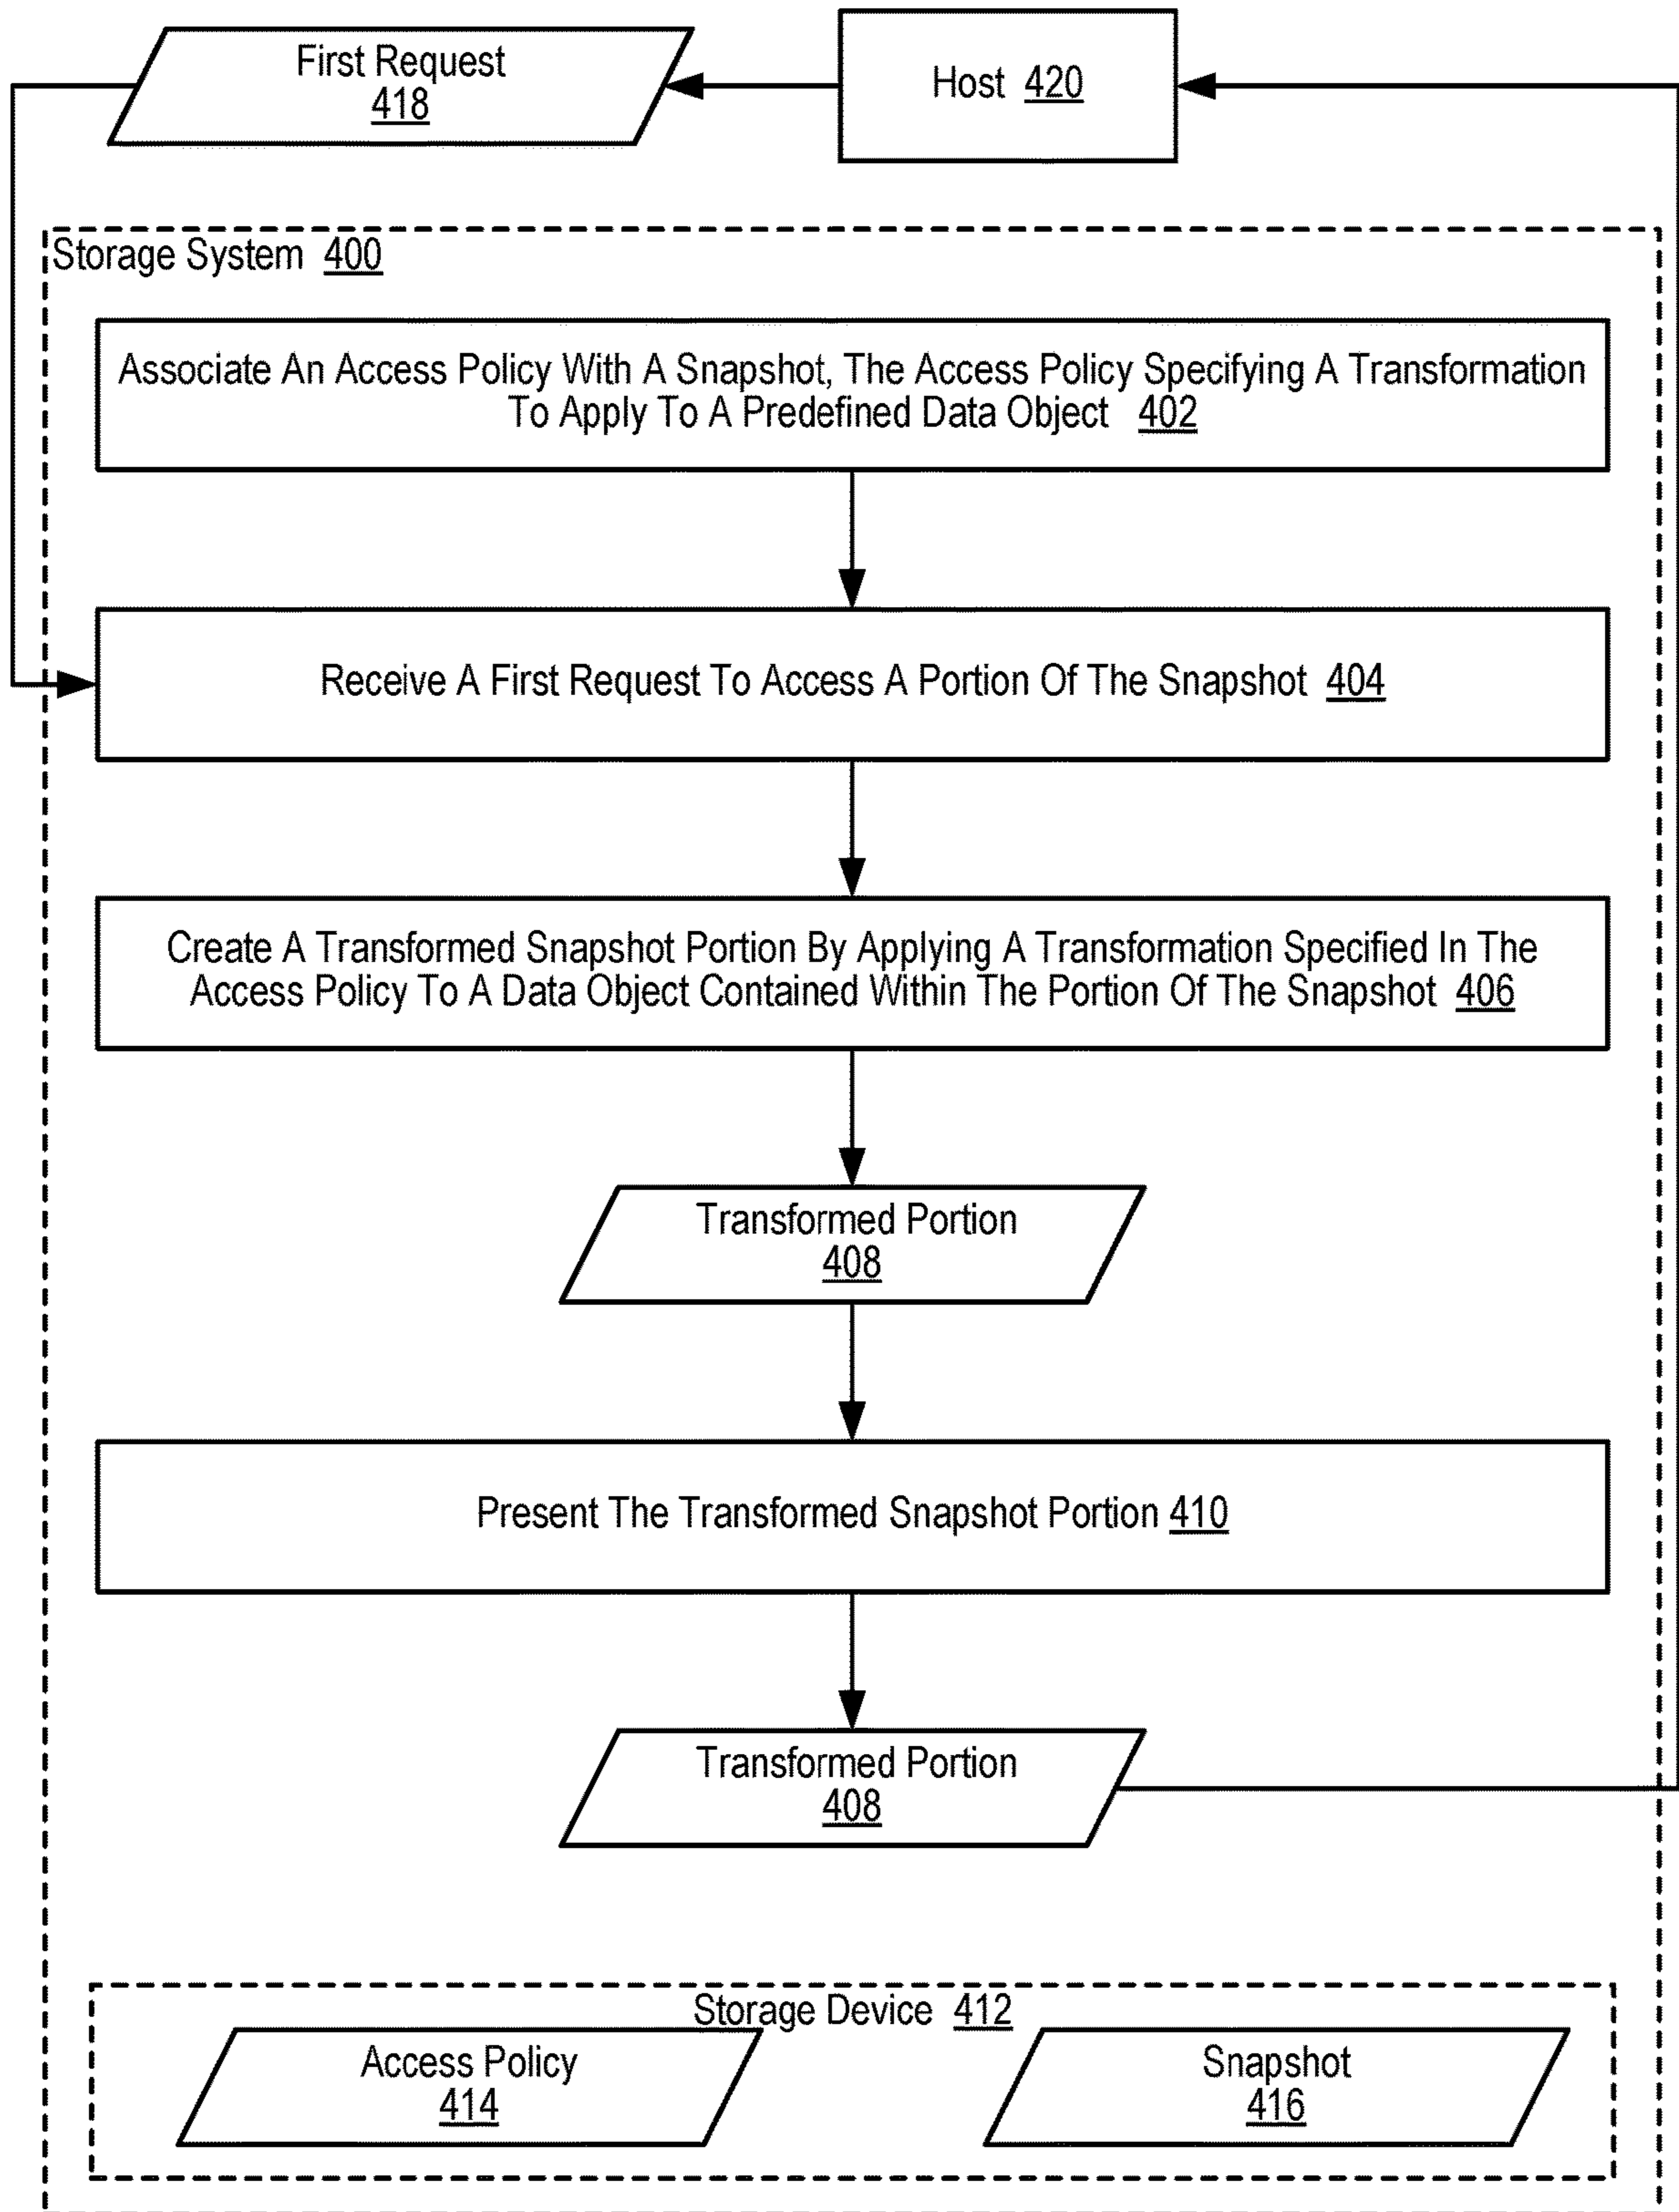 First Request
418
Host 420
Storage System 400
Associate An Access Policy With A Snapshot, The Access Policy Specifying A Transformation
To Apply To A Predefined Data Object 402
Receive A First Request To Access A Portion Of The Snapshot 404
Create A Transformed Snapshot Portion By Applying A Transformation Specified In The
Access Policy To A Data Object Contained Within The Portion Of The Snapshot 406
Transformed Portion
408
Present The Transformed Snapshot Portion 410
Transformed Portion
408
Storage Device 412
Access Policy
414
Snapshot
416